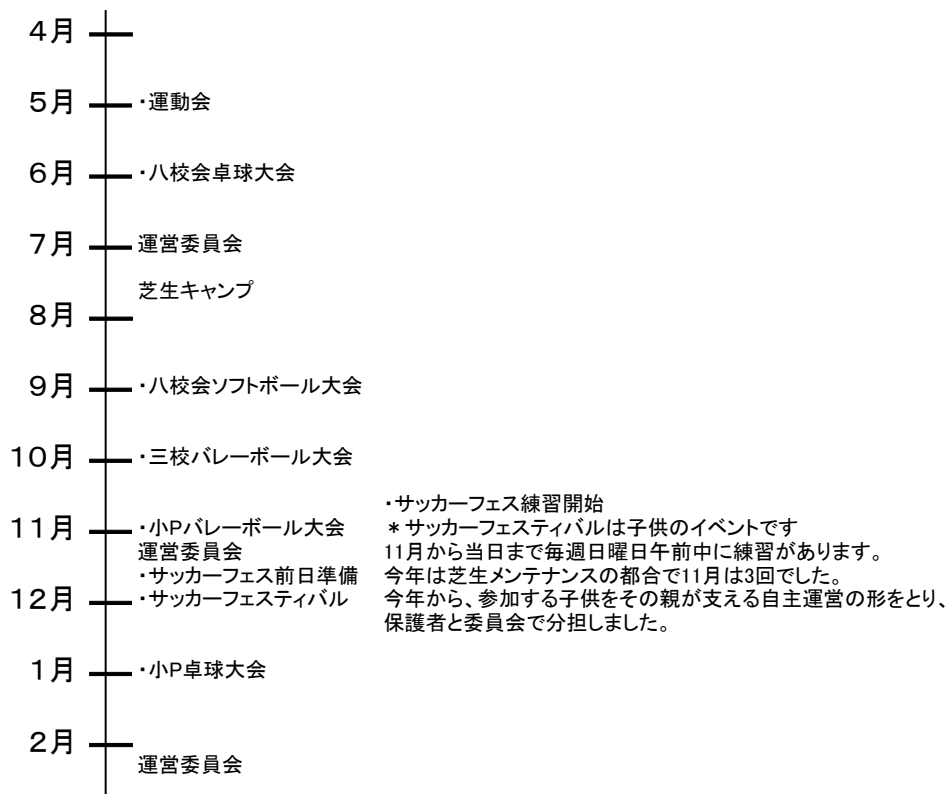 4月
5月 ・運動会
6月 ・八校会卓球大会
7月 運営委員会
芝生キャンプ
8月
9月 ・八校会ソフトボール大会
10月 ・三校バレーボール大会
・サッカーフェス練習開始
11月 ・小Pバレーボール大会 ＊サッカーフェスティバルは子供のイベントです
運営委員会 11月から当日まで毎週日曜日午前中に練習があります。
・サッカーフェス前日準備 今年は芝生メンテナンスの都合で11月は3回でした。
12月 ・サッカーフェスティバル 今年から、参加する子供をその親が支える自主運営の形をとり、
保護者と委員会で分担しました。
1月 ・小P卓球大会
2月
運営委員会